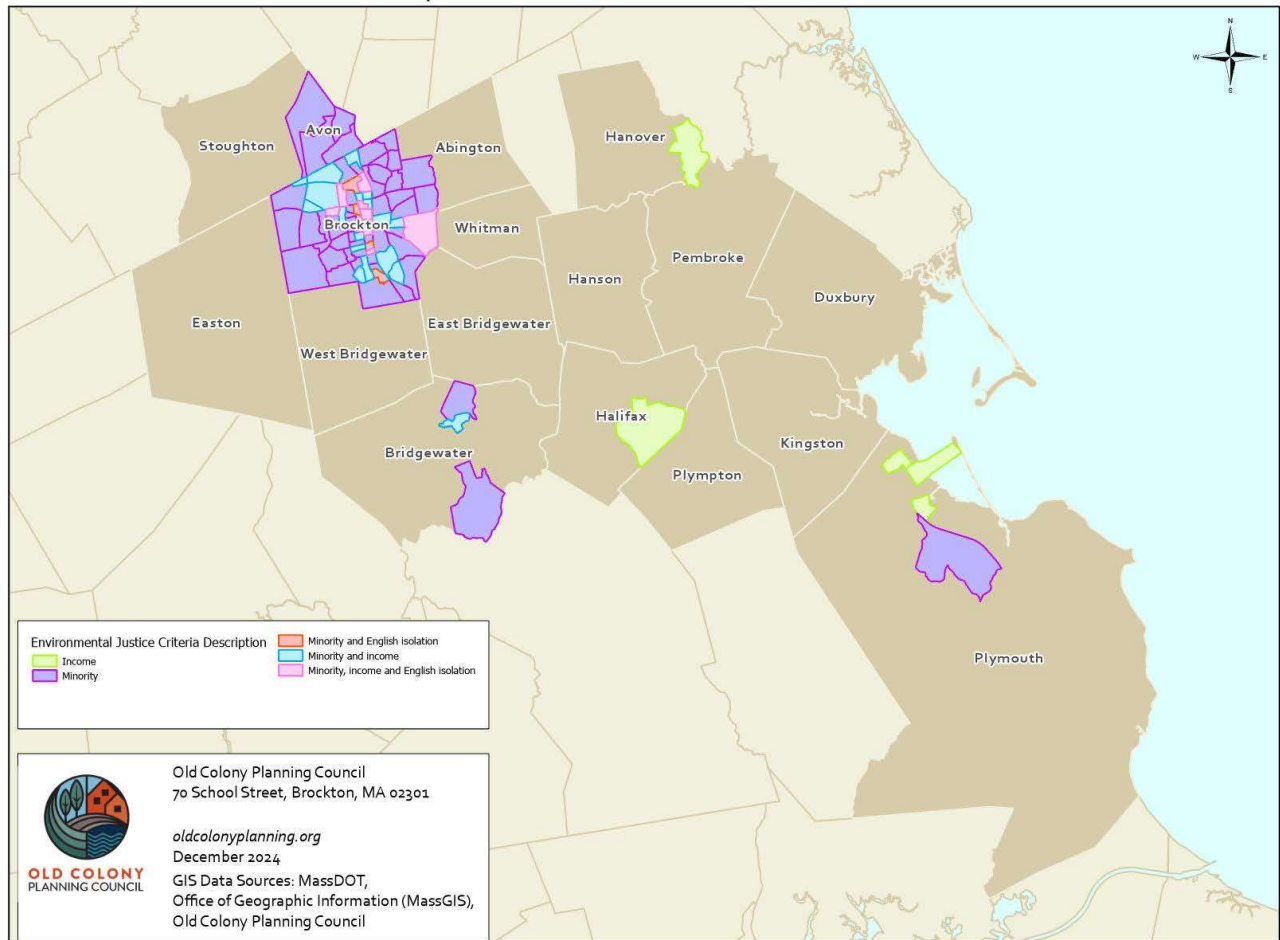 N
W
E
S
Avon
Stoughton
Hanover
Abington
Brockton
Whitman
Pembroke
Hanson
Duxbury
Easton
East Bridgewater
West Bridgewater
Halifax
Kingston
Bridgewater
Plympton
Plymouth
Environmental Justice Criteria Description
Income
Minority
Minority and English isolation
Minority and income
Minority, income and English isolation
OLD COLONY
PLANNING COUNCIL
Old Colony Planning Council
70 School Street, Brockton, MA 02301
oldcolonyplanning.org
December 2024
GIS Data Sources: MassDOT,
Office of Geographic Information (MassGIS),
Old Colony Planning Council